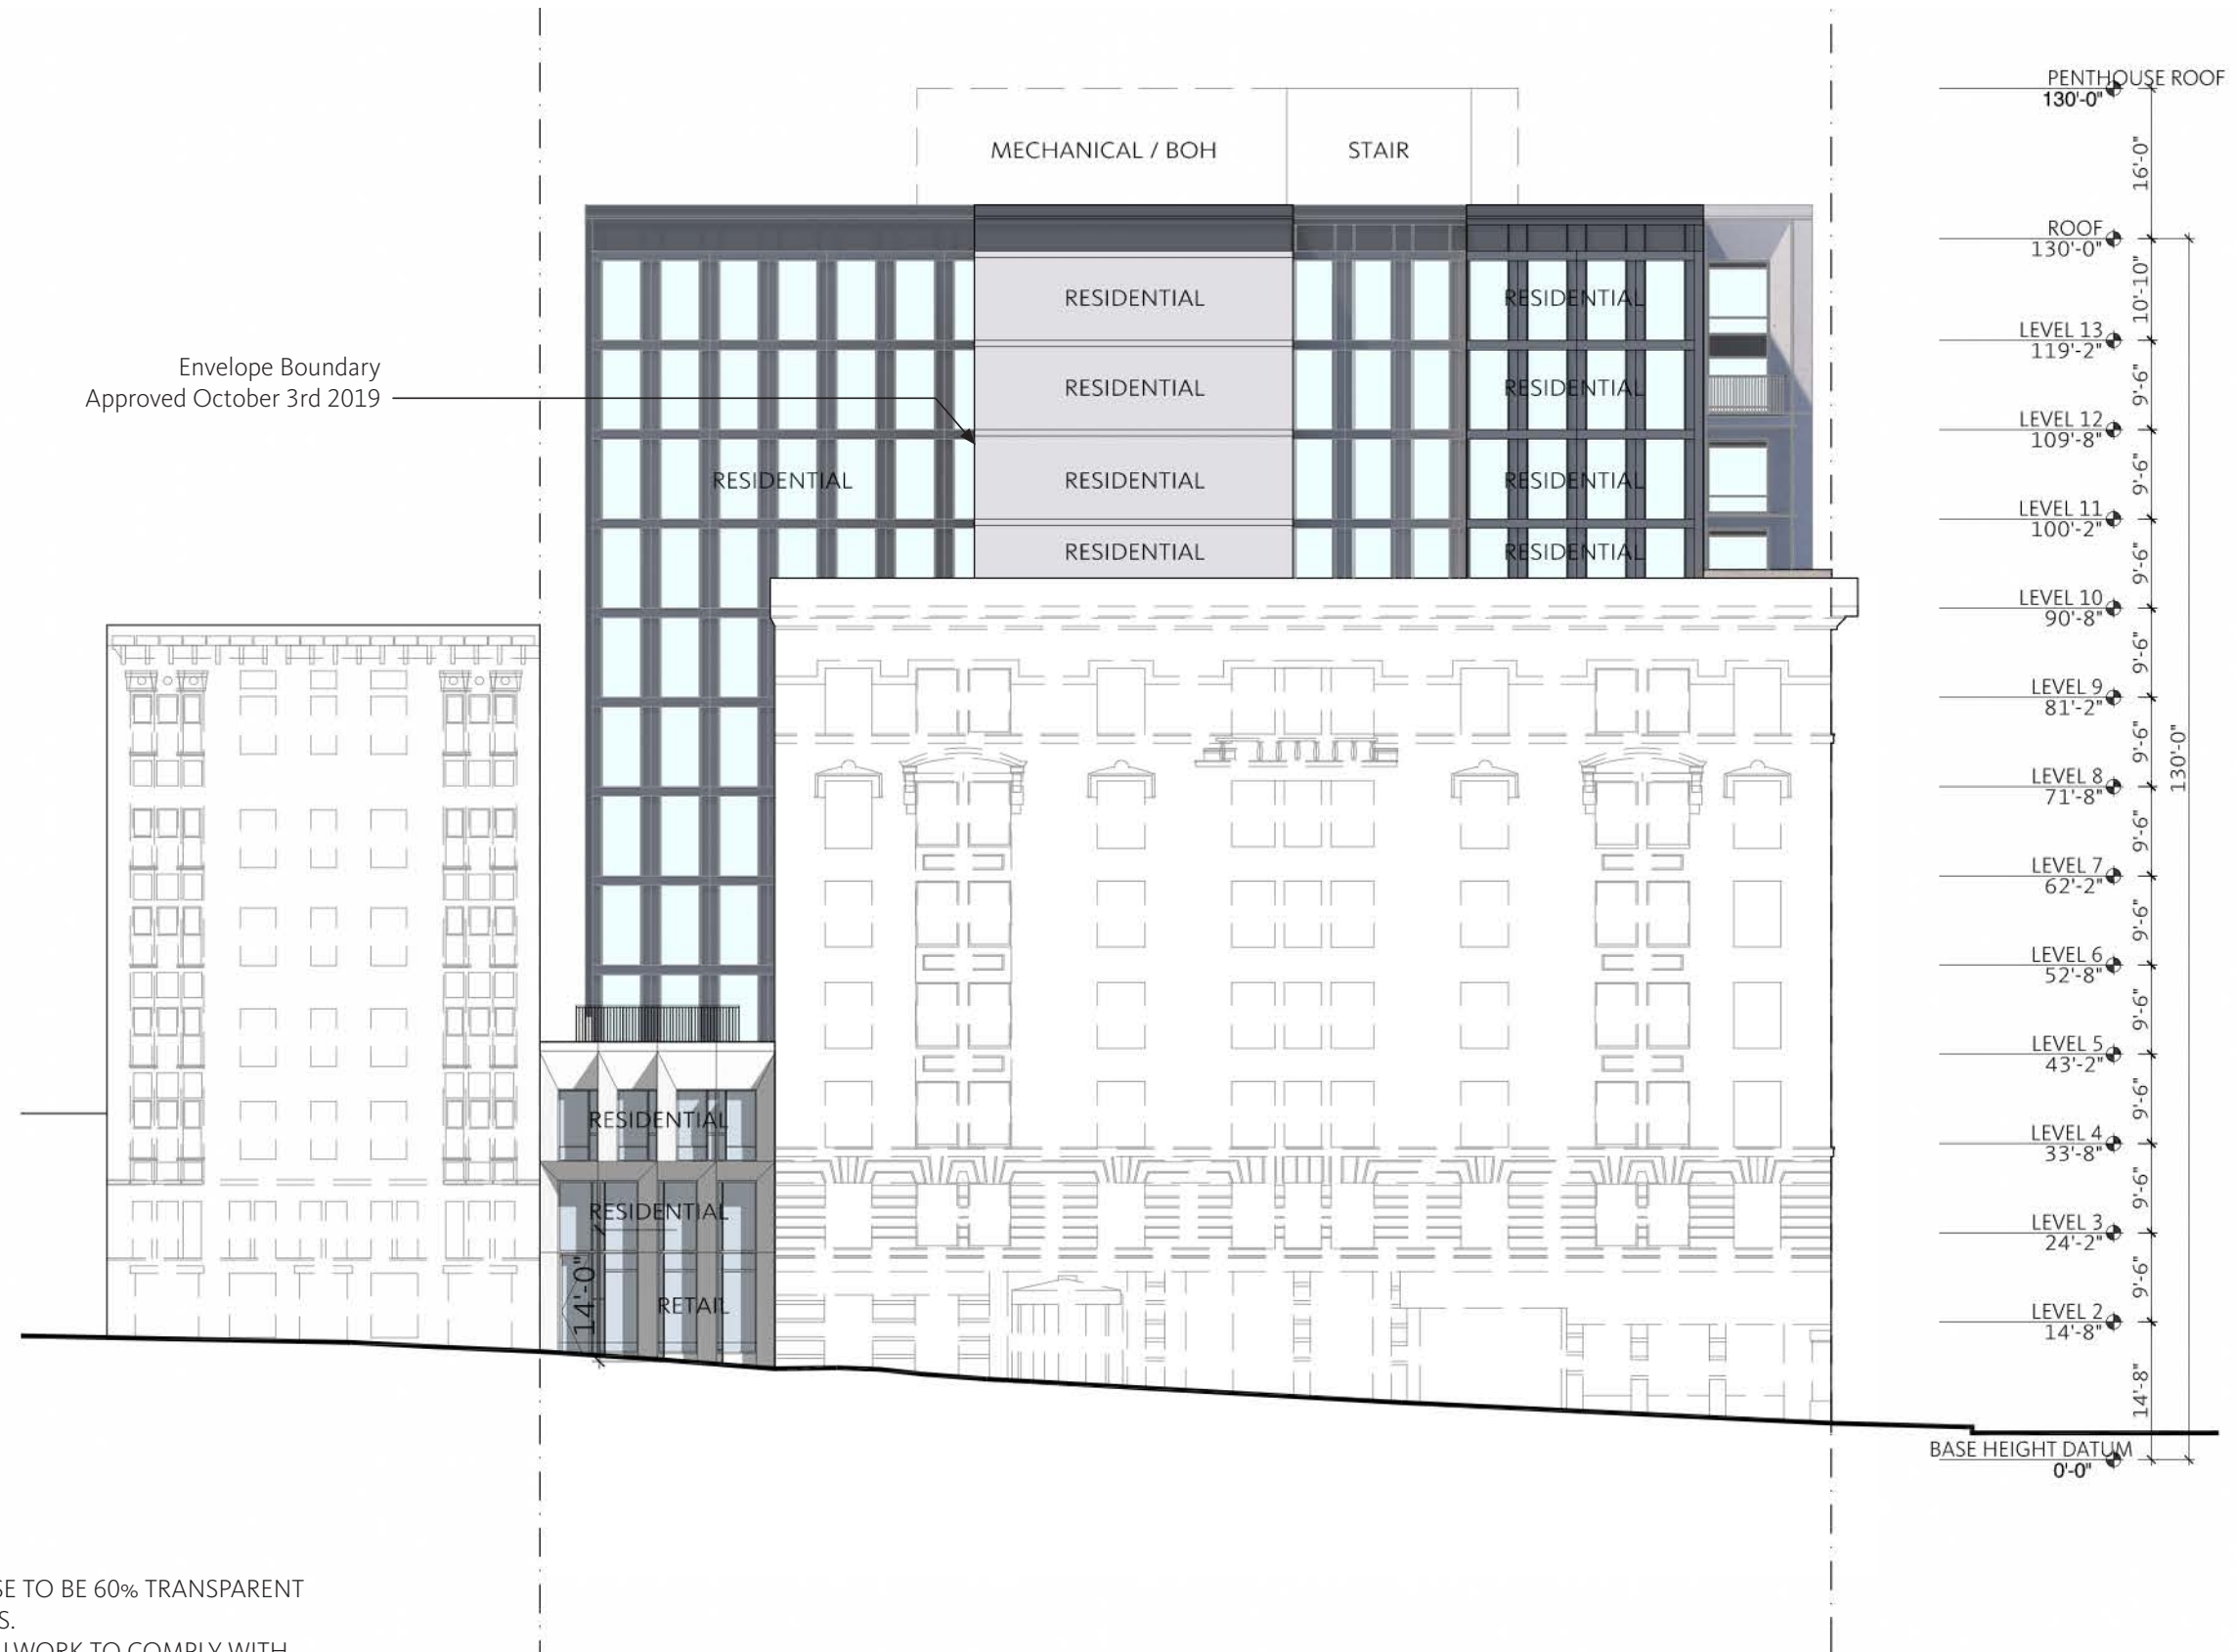 PENTHOUSE ROOF
130'-0"
MECHANICAL / BOH
STAIR
16'-0"
ROOF
130'-0"
RESIDENTIAL
RESIDENTIAL
10'-10"
LEVEL 13
119'-2"
Envelope Boundary
Approved October 3rd 2019
RESIDENTIAL
RESIDENTIAL
9'-6"
LEVEL 12
109'-8"
RESIDENTIAL
RESIDENTIAL
RESIDENTIAL
9'-6"
LEVEL 11
100'-2"
RESIDENTIAL
RESIDENTIAL
9'-6"
LEVEL 10
90'-8"
9'-6"
LEVEL 9
81'-2"
9'-6"
130'-0"
LEVEL 8
71'-8"
9'-6"
LEVEL 7
62'-2"
9'-6"
LEVEL 6
52'-8"
9'-6"
LEVEL 5
43'-2"
9'-6"
RESIDENTIAL
LEVEL 4
33'-8"
9'-6"
RESIDENTIAL
LEVEL 3
24'-2"
9'-6"
14'-0"
RETAIL
LEVEL 2
14'-8"
14'-8"
BASE HEIGHT DATUM
0'-0"
TO BE 60% TRANSPARENT
WORK TO COMPLY WITH